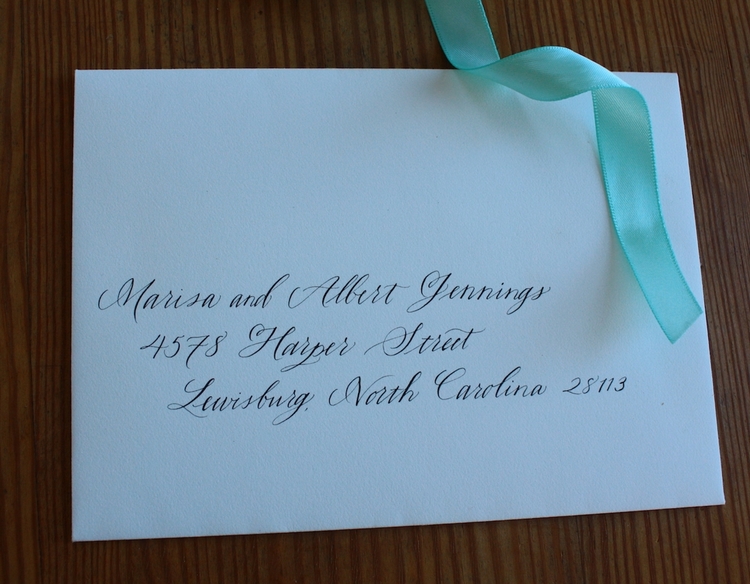 Marisa and Albert Jennings
4578 Harper Street
Lewisburg, North Carolina 28113